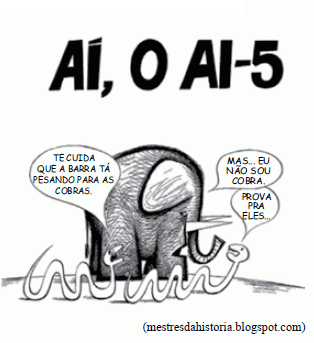 AÍ, O AI-5
TE CUIDA
QUE A BARRA TÁ
PESANDO PARA AS
COBRAS.
MAS... EU
NÃO SOU
COBRA.
PROVA
PRA
ELES...
(mestresdahistoria.blogspot.com)